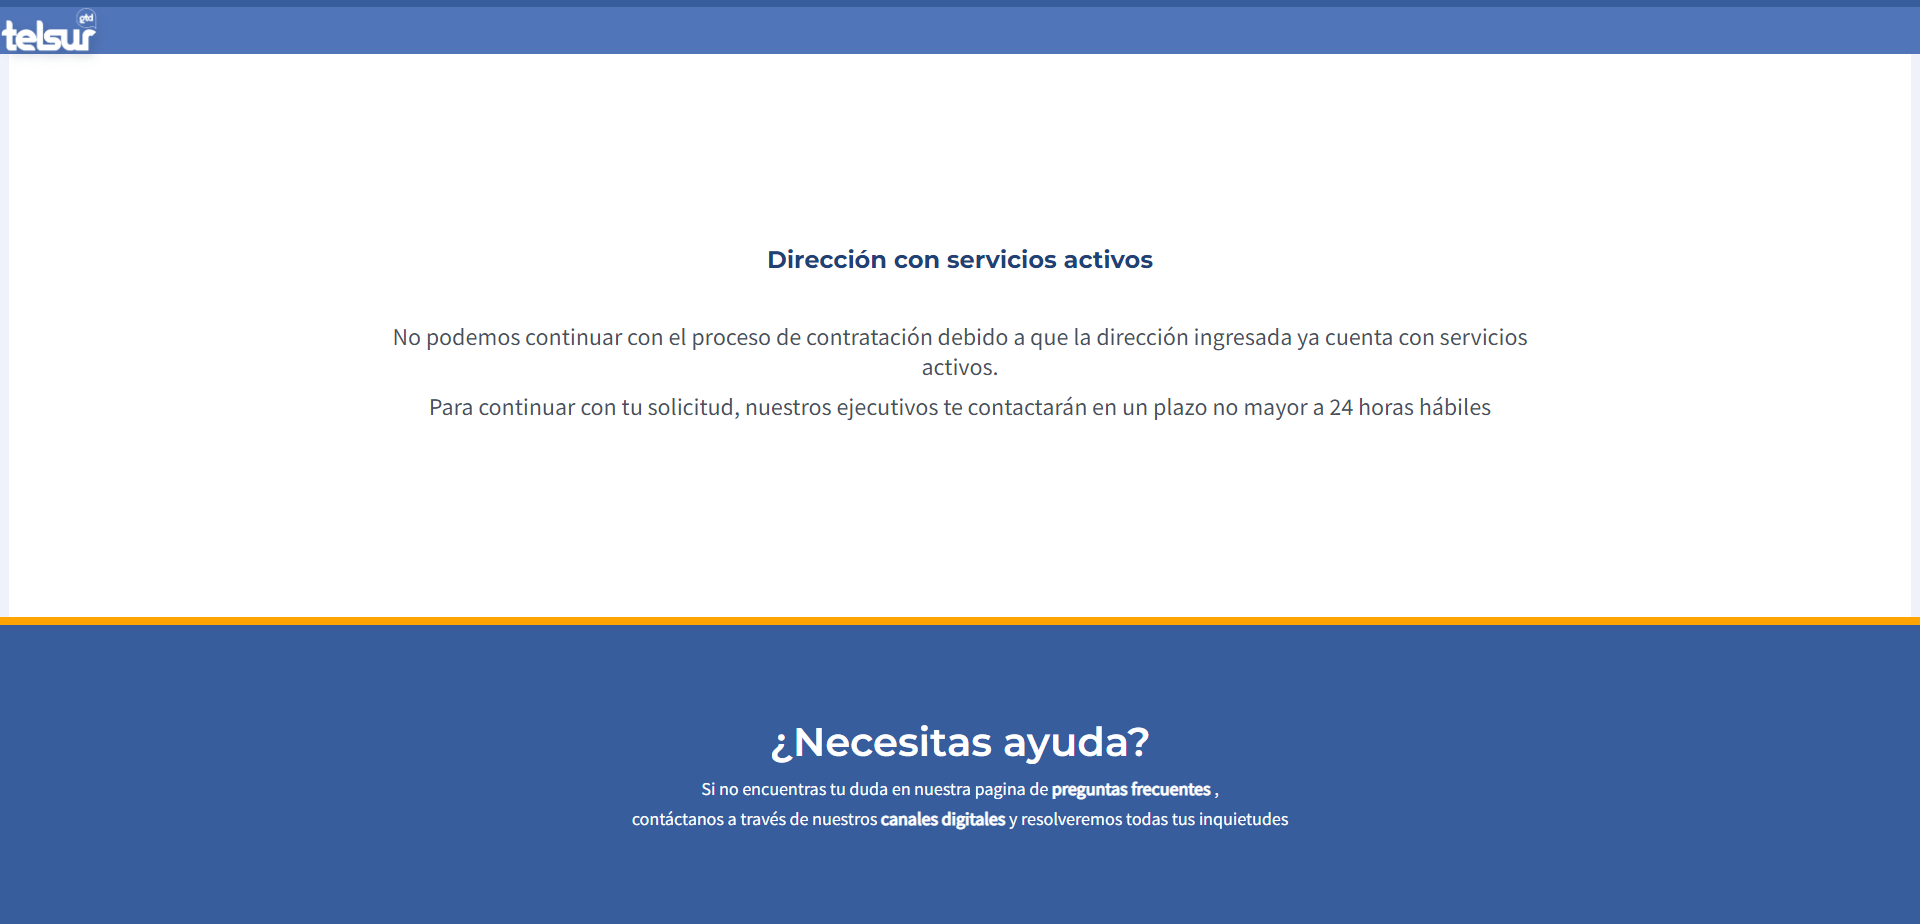 gtd
telsur
Dirección con servicios activos
No podemos continuar con el proceso de contratación debido a que la dirección ingresada ya cuenta con servicios
activos.
Para continuar con tu solicitud, nuestros ejecutivos te contactarán en un plazo no mayor a 24 horas hábiles
¿Necesitas ayuda?
Si no encuentras tu duda en nuestra pagina de preguntas frecuentes ,
contáctanos a través de nuestros canales digitales y resolveremos todas tus inquietudes